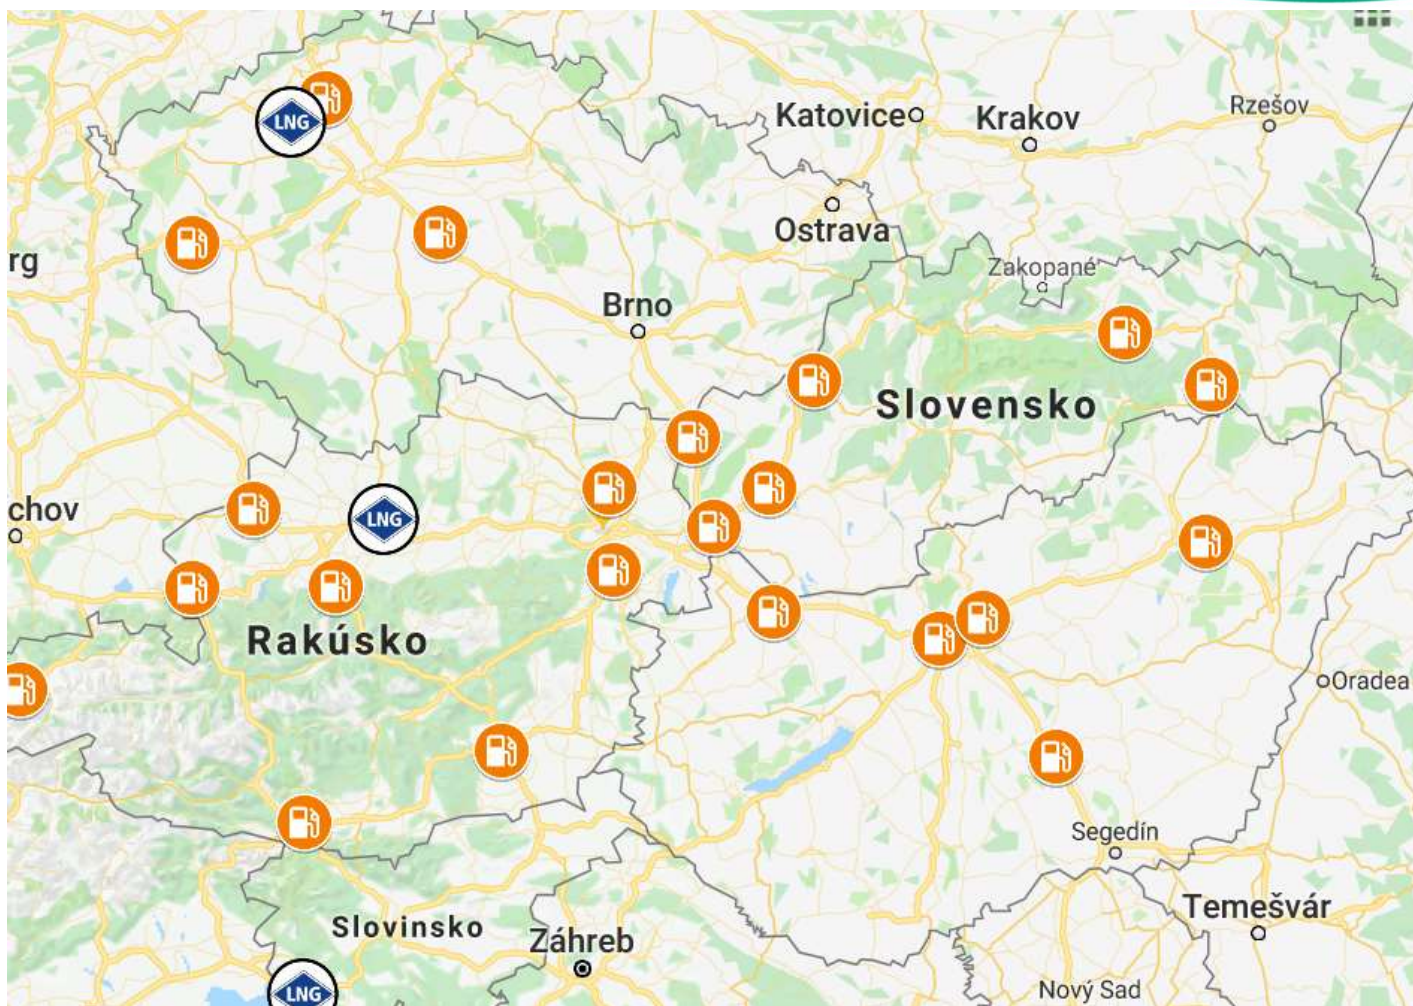 Katovice
Krakov
Rzešov
LNG
Ostrava
rg
Zakopané
Brno
Slovensko
chov
LNG
Rakúsko
Oradea
Segedín
Temešvár
Slovinsko
Záhreb
LNG
Nový Sad